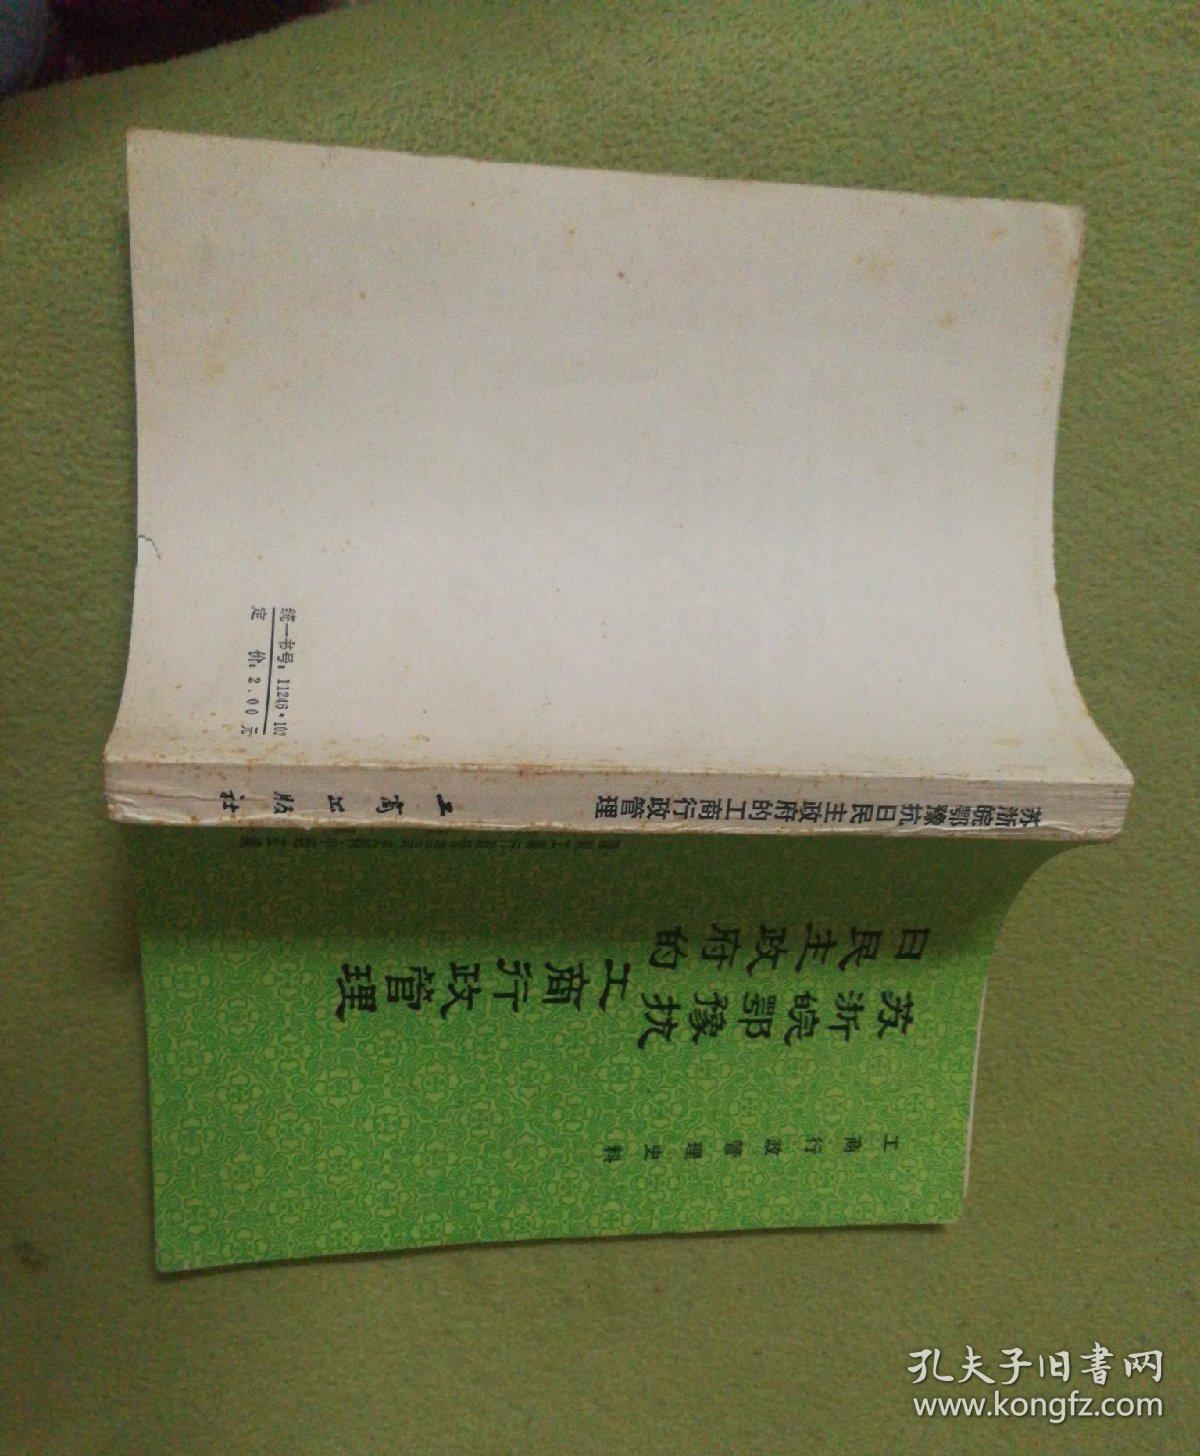 统一书号：11246·102
定 价：2.00元
苏浙皖鄂豫抗日民主政府的工商行政管理
工商出版社
工商行政管理史料
苏浙皖鄂豫抗
日民主政府的
工商行政管理
孔夫子旧书网
www.kongfz.com